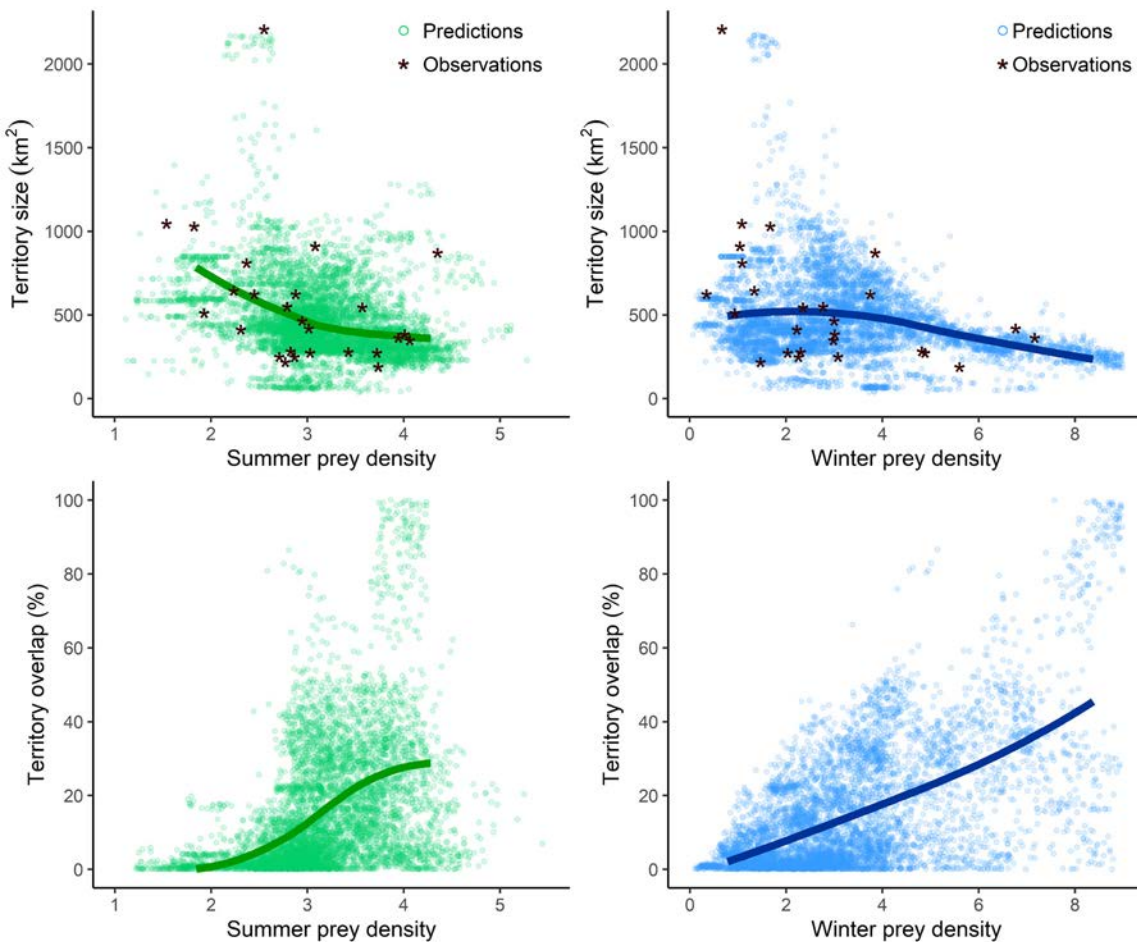 Predictions
Observations
2000
1500
1000
500
0
Territory size (km²)
1 2 3 4 5
Summer prey density
Predictions
Observations
2000
1500
1000
500
0
Territory size (km²)
0 2 4 6 8
Winter prey density
100
80
60
40
20
0
Territory overlap (%)
1 2 3 4 5
Summer prey density
100
80
60
40
20
0
Territory overlap (%)
0 2 4 6 8
Winter prey density